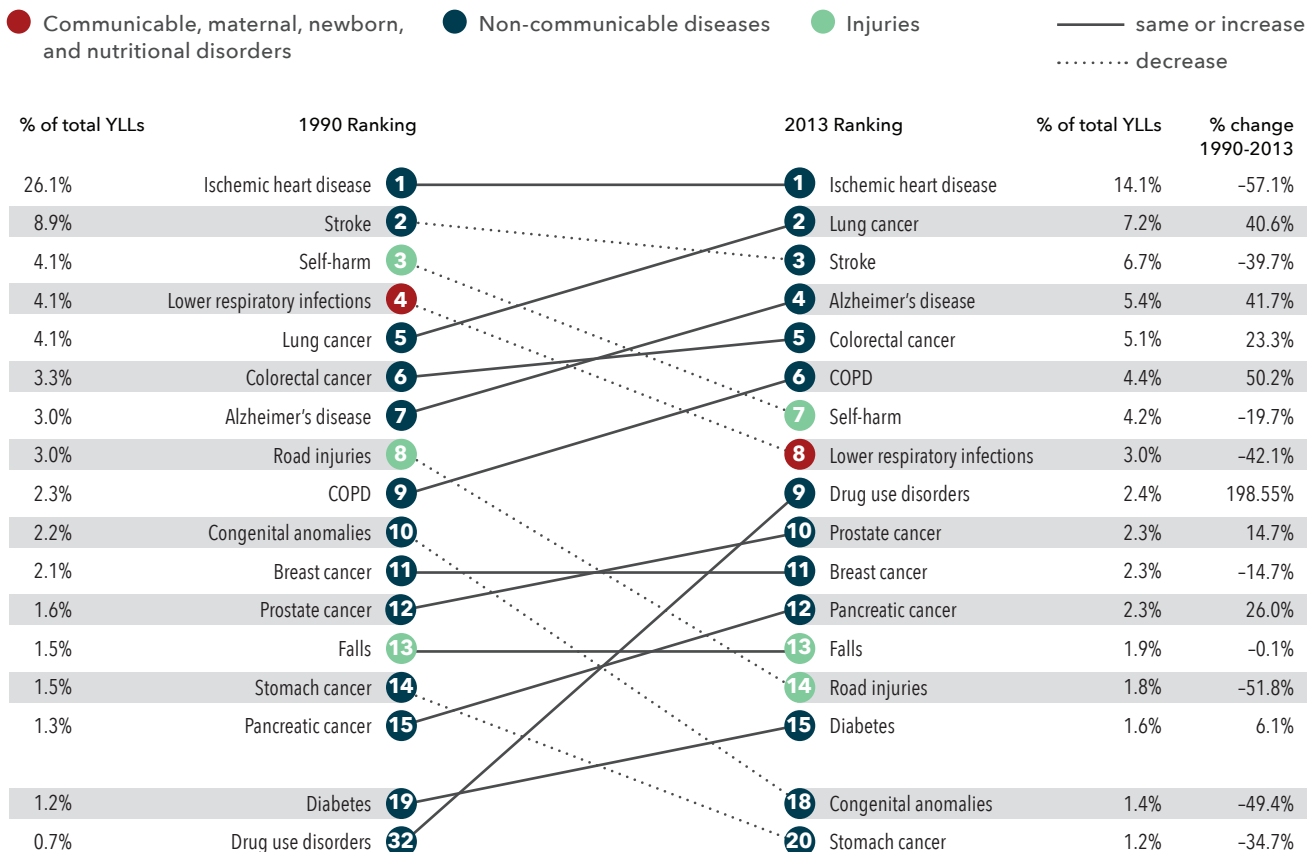 Communicable, maternal, newborn,
and nutritional disorders
Non-communicable diseases
Injuries
same or increase
decrease
% of total YLLs 1990 Ranking 2013 Ranking % of total YLLs % change
1990-2013
26.1% Ischemic heart disease 1 1 Ischemic heart disease 14.1% –57.1%
8.9% Stroke 2 2 Lung cancer 7.2% 40.6%
4.1% Self-harm 3 3 Stroke 6.7% –39.7%
4.1% Lower respiratory infections 4 4 Alzheimer's disease 5.4% 41.7%
4.1% Lung cancer 5 5 Colorectal cancer 5.1% 23.3%
3.3% Colorectal cancer 6 6 COPD 4.4% 50.2%
3.0% Alzheimer's disease 7 7 Self-harm 4.2% –19.7%
3.0% Road injuries 8 8 Lower respiratory infections 3.0% –42.1%
2.3% COPD 9 9 Drug use disorders 2.4% 198.55%
2.2% Congenital anomalies 10 10 Prostate cancer 2.3% 14.7%
2.1% Breast cancer 11 11 Breast cancer 2.3% –14.7%
1.6% Prostate cancer 12 12 Pancreatic cancer 2.3% 26.0%
1.5% Falls 13 13 Falls 1.9% –0.1%
1.5% Stomach cancer 14 14 Road injuries 1.8% –51.8%
1.3% Pancreatic cancer 15 15 Diabetes 1.6% 6.1%
1.2% Diabetes 19 18 Congenital anomalies 1.4% –49.4%
0.7% Drug use disorders 32 20 Stomach cancer 1.2% –34.7%